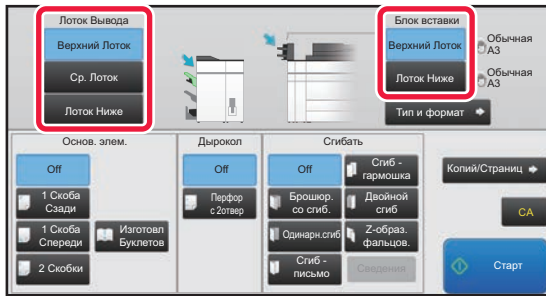 Лоток Вывода
Верхний Лоток
Ср. Лоток
Лоток Ниже
Блок вставки
Верхний Лоток
Обычная
A3
Лоток Ниже
Обычная
A3
Тип и формат
Основ. элем.
Off
1 Скоба
Сзади
1 Скоба
Спереди
Изготовл
Буклетов
2 Скобки
Дырокол
Off
Перфор
с 2отвер
Сгибать
Off
Сгиб -
гармошка
Брошюр.
со сгиб.
Двойной
сгиб
Одинарн.сгиб
Z-образ.
фальцов.
Сгиб -
письмо
Сведения
Копий/Страниц
CA
Старт